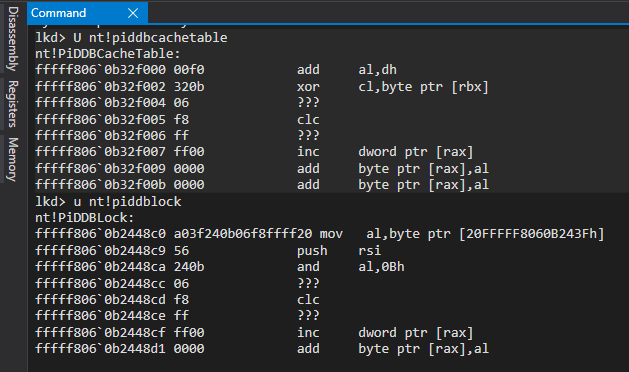 Command
Disassembly
Registers
Memory
lkd> U nt!piddbcachetable
nt!PiDDBCacheTable:
fffff806`0b32f000 00f0 add al,dh
fffff806`0b32f002 320b xor cl,byte ptr [rbx]
fffff806`0b32f004 06 ???
fffff806`0b32f005 f8 clc
fffff806`0b32f006 ff ???
fffff806`0b32f007 ff00 inc dword ptr [rax]
fffff806`0b32f009 0000 add byte ptr [rax],al
fffff806`0b32f00b 0000 add byte ptr [rax],al
lkd> u nt!piddblock
nt!PiDDBLock:
fffff806`0b2448c0 a03f240b06f8ffff20 mov al,byte ptr [20FFFFF8060B243Fh]
fffff806`0b2448c9 56 push rsi
fffff806`0b2448ca 240b and al,0Bh
fffff806`0b2448cc 06 ???
fffff806`0b2448cd f8 clc
fffff806`0b2448ce ff ???
fffff806`0b2448cf ff00 inc dword ptr [rax]
fffff806`0b2448d1 0000 add byte ptr [rax],al